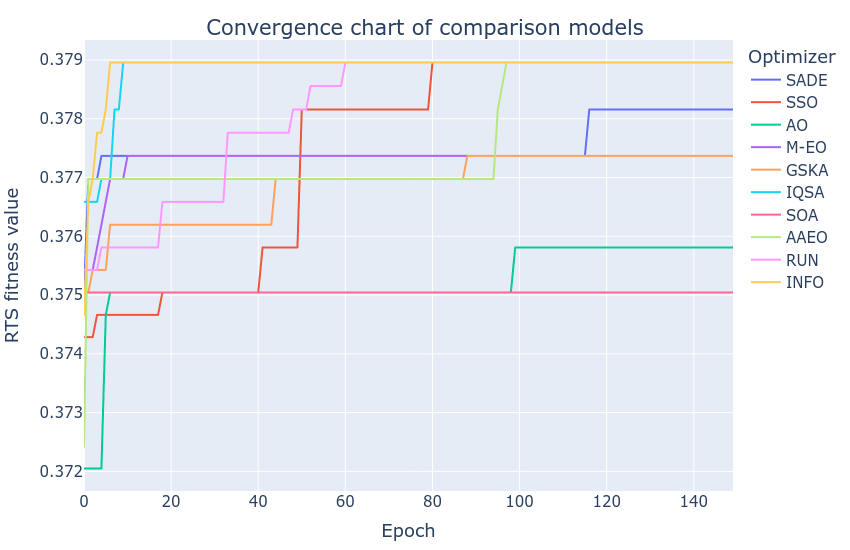 Convergence chart of comparison models
RTS fitness value
0.379
0.378
0.377
0.376
0.375
0.374
0.373
0.372
0
20
40
60
80
100
120
140
Epoch
Optimizer
SADE
SSO
AO
M-EO
GSKA
IQSA
SOA
AAEO
RUN
INFO